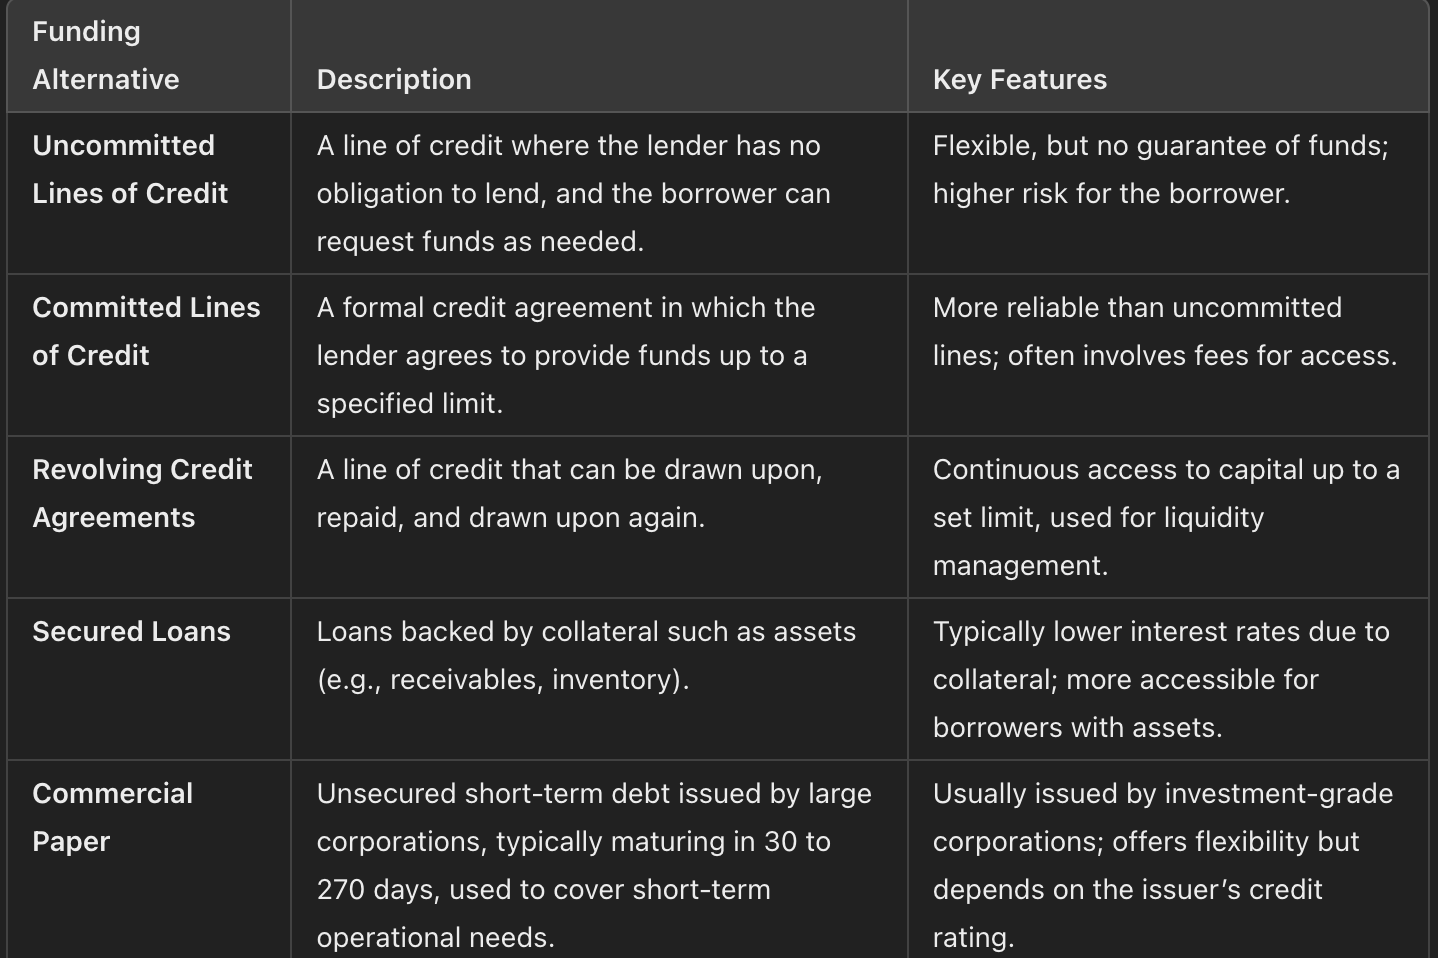 Funding
Alternative
Description
Key Features
Uncommitted
Lines of Credit
A line of credit where the lender has no
obligation to lend, and the borrower can
request funds as needed.
Flexible, but no guarantee of funds;
higher risk for the borrower.
Committed Lines
of Credit
A formal credit agreement in which the
lender agrees to provide funds up to a
specified limit.
More reliable than uncommitted
lines; often involves fees for access.
Revolving Credit
Agreements
A line of credit that can be drawn upon,
repaid, and drawn upon again.
Continuous access to capital up to a
set limit, used for liquidity
management.
Secured Loans
Loans backed by collateral such as assets
(e.g., receivables, inventory).
Typically lower interest rates due to
collateral; more accessible for
borrowers with assets.
Commercial
Paper
Unsecured short-term debt issued by large
corporations, typically maturing in 30 to
270 days, used to cover short-term
operational needs.
Usually issued by investment-grade
corporations; offers flexibility but
depends on the issuer’s credit
rating.